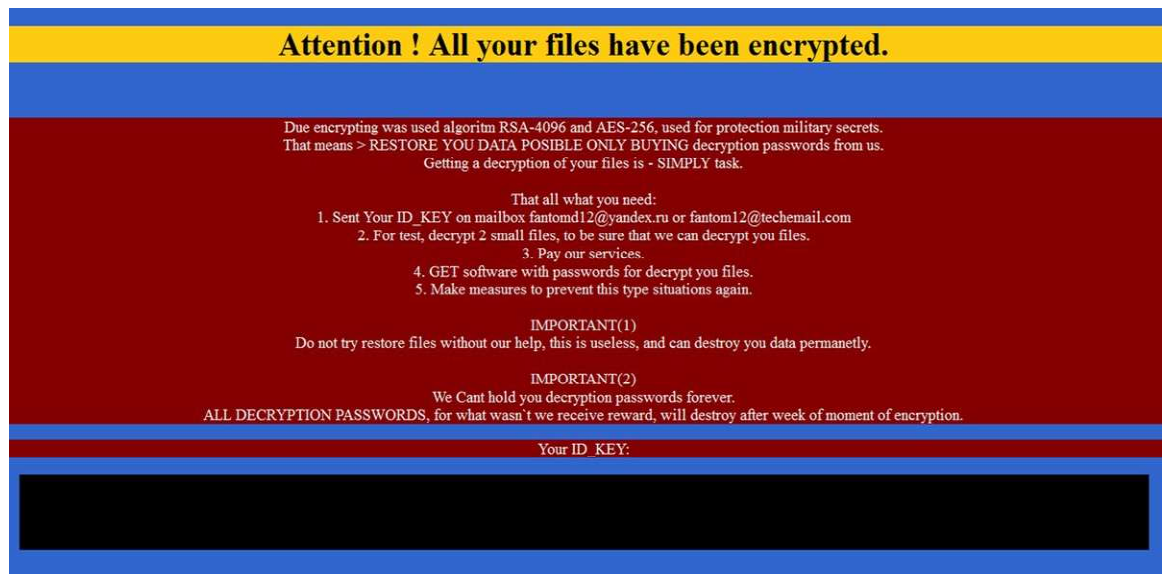 Attention ! All your files have been encrypted.
Due encrypting was used algoritm RSA-4096 and AES-256, used for protection military secrets.
That means > RESTORE YOU DATA POSIBLE ONLY BUYING decryption passwords from us.
Getting a decryption of your files is - SIMPLY task.
That all what you need:
1. Sent Your ID_KEY on mailbox fantomd12@yandex.ru or fantom12@techemail.com
2. For test, decrypt 2 small files, to be sure that we can decrypt you files.
3. Pay our services.
4. GET software with passwords for decrypt you files.
5. Make measures to prevent this type situations again.
IMPORTANT(1)
Do not try restore files without our help, this is useless, and can destroy you data permanetly.
IMPORTANT(2)
We Cant hold you decryption passwords forever.
ALL DECRYPTION PASSWORDS, for what wasn`t we receive reward, will destroy after week of moment of encryption.
Your ID_KEY: